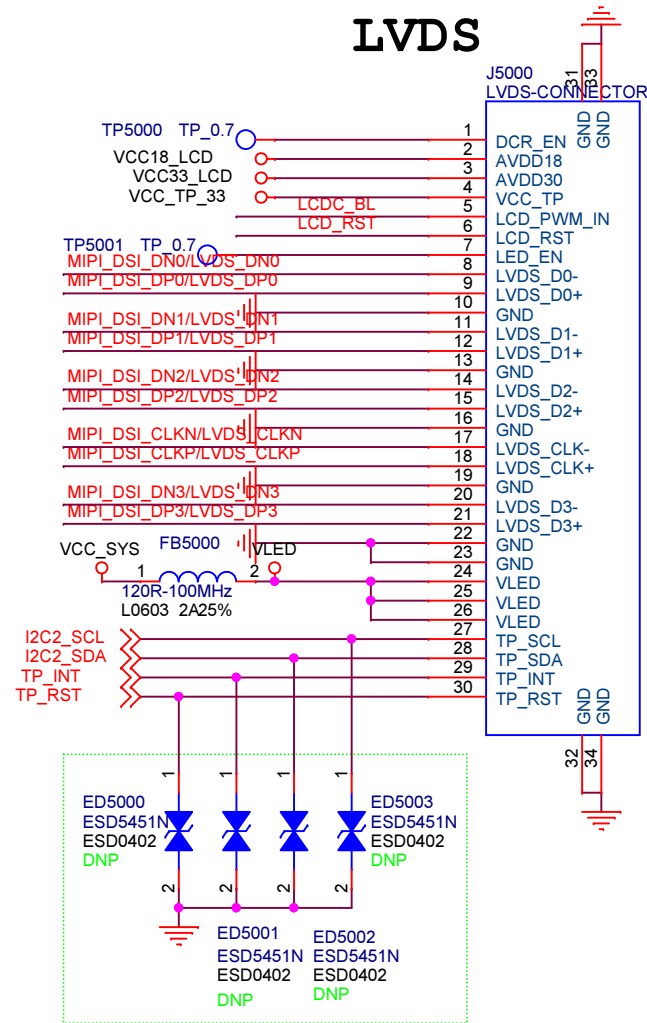 LVDS
J5000
LVDS-CONNECTOR
31
33
GND
GND
TP5000 TP_0.7
1
DCR_EN
VCC18_LCD
2
AVDD18
VCC33_LCD
3
AVDD30
VCC_TP_33
4
VCC_TP
LCDC_BL
5
LCD_PWM_IN
LCD_RST
6
LCD_RST
TP5001 TP_0.7
7
LED_EN
MIPI_DSI_DN0/LVDS_DN0
8
LVDS_D0-
MIPI_DSI_DP0/LVDS_DP0
9
LVDS_D0+
10
GND
MIPI_DSI_DN1/LVDS_DN1
11
LVDS_D1-
MIPI_DSI_DP1/LVDS_DP1
12
LVDS_D1+
13
GND
MIPI_DSI_DN2/LVDS_DN2
14
LVDS_D2-
MIPI_DSI_DP2/LVDS_DP2
15
LVDS_D2+
16
GND
MIPI_DSI_CLKN/LVDS_CLKN
17
LVDS_CLK-
MIPI_DSI_CLKP/LVDS_CLKP
18
LVDS_CLK+
19
GND
MIPI_DSI_DN3/LVDS_DN3
20
LVDS_D3-
MIPI_DSI_DP3/LVDS_DP3
21
LVDS_D3+
22
GND
23
GND
VCC_SYS
FB5000
VLED
1
2
120R-100MHz
L0603 2A25%
24
VLED
25
VLED
26
VLED
I2C2_SCL
27
TP_SCL
I2C2_SDA
28
TP_SDA
TP_INT
29
TP_INT
TP_RST
30
TP_RST
GND
GND
32
34
1
1
1
1
ED5000
ESD5451N
ESD0402
DNP
ED5003
ESD5451N
ESD0402
DNP
2
2
2
2
ED5001
ESD5451N
ESD0402
DNP
ED5002
ESD5451N
ESD0402
DNP